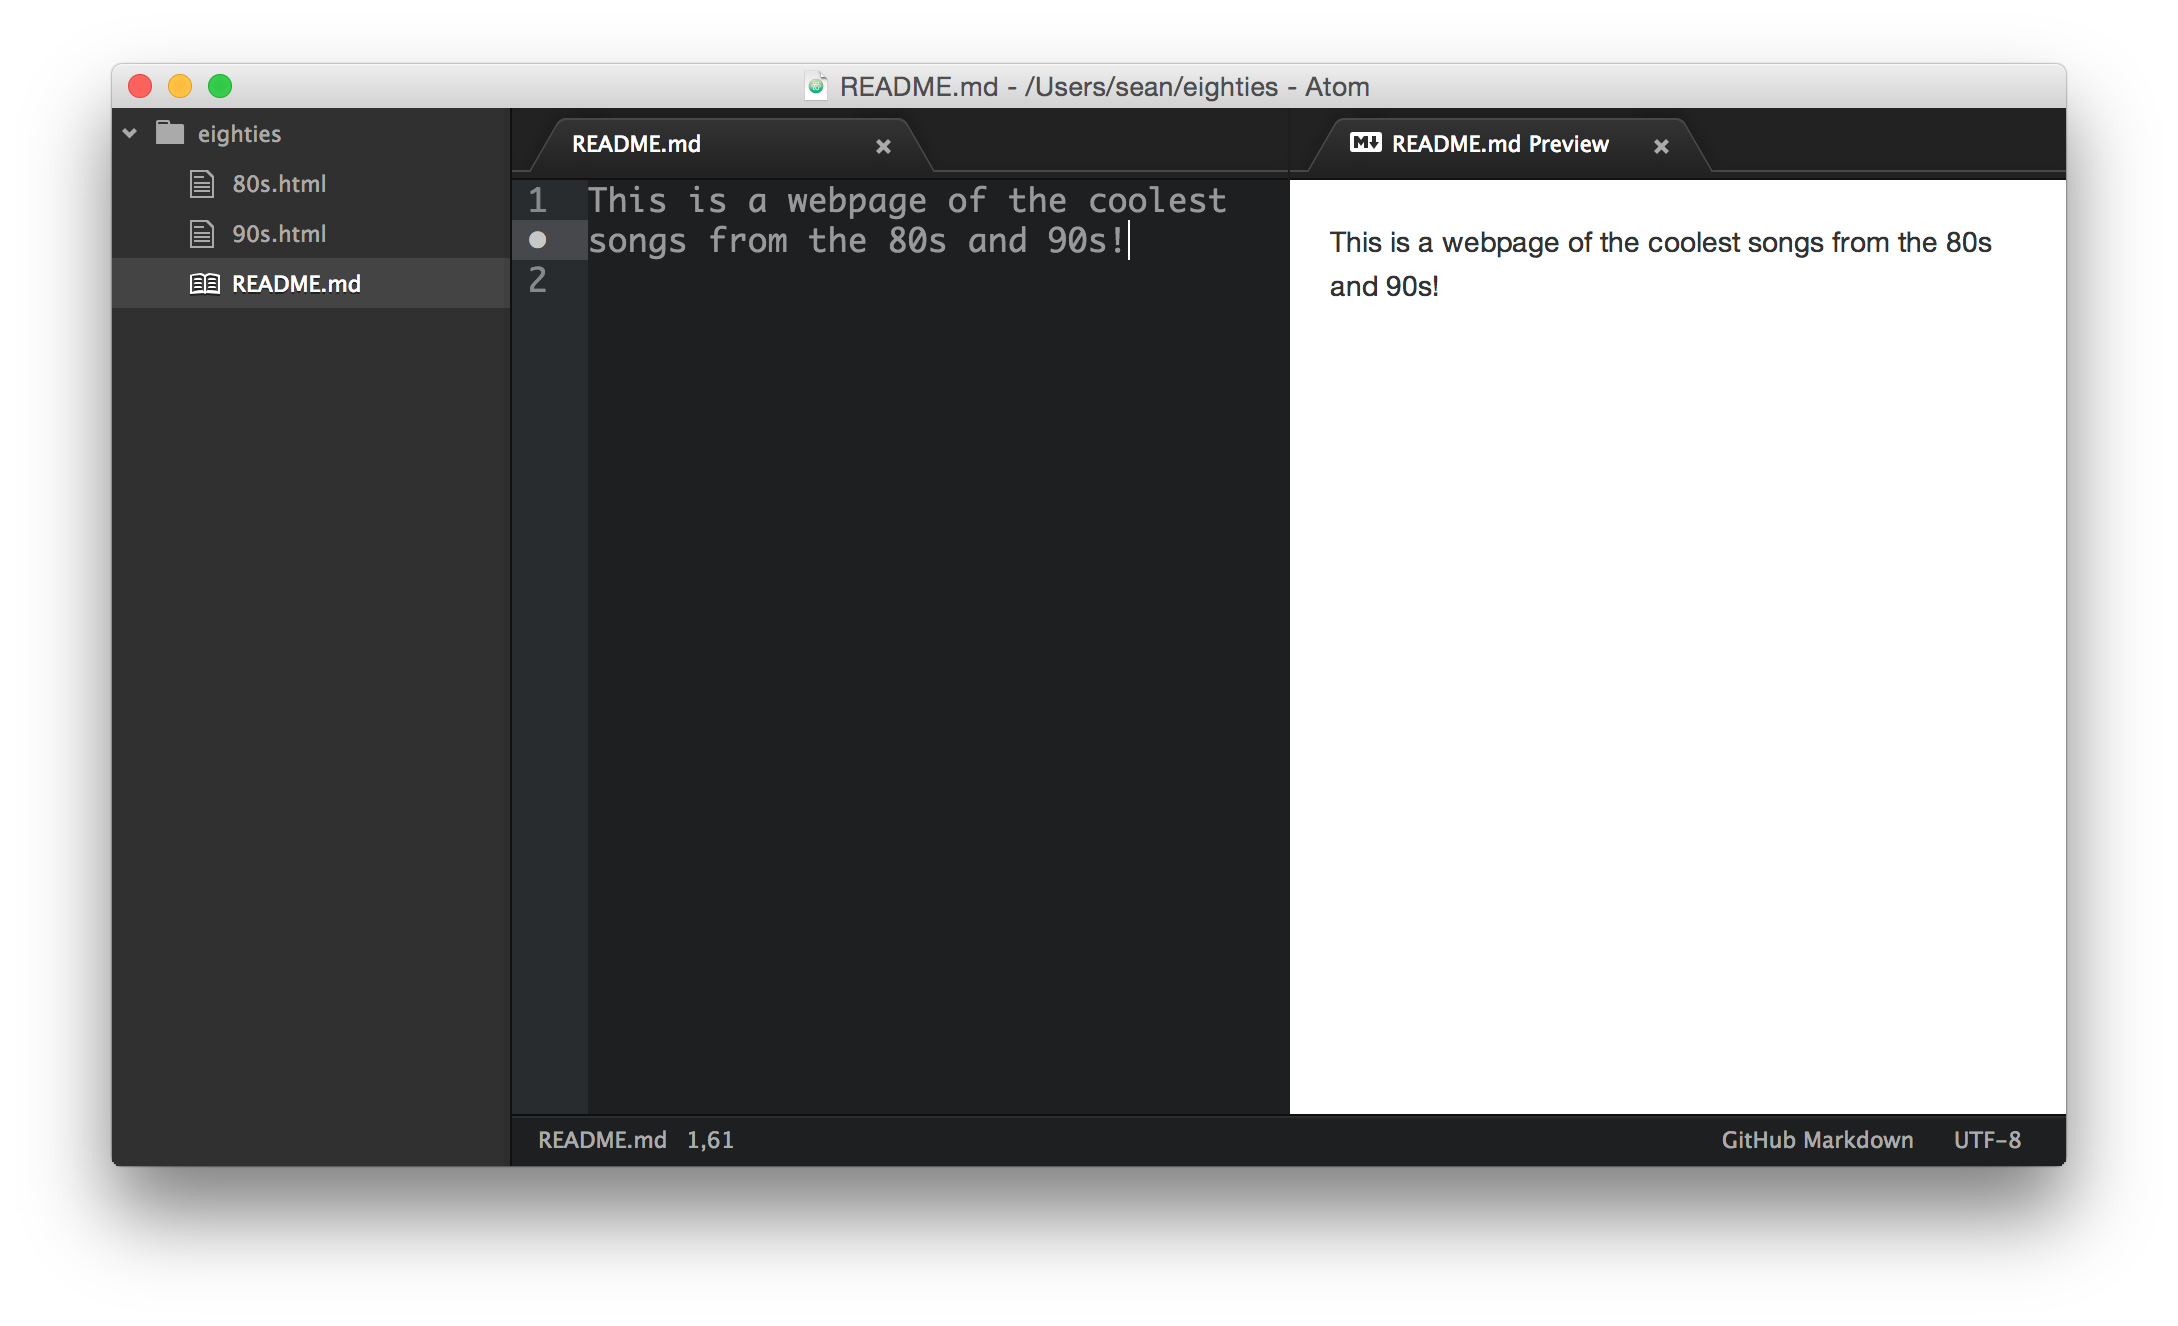 README.md - /Users/sean/eighties - Atom
eighties
80s.html
90s.html
README.md
README.md
1 This is a webpage of the coolest
songs from the 80s and 90s!
2
README.md Preview
This is a webpage of the coolest songs from the 80s
and 90s!
README.md 1,61
GitHub Markdown UTF-8